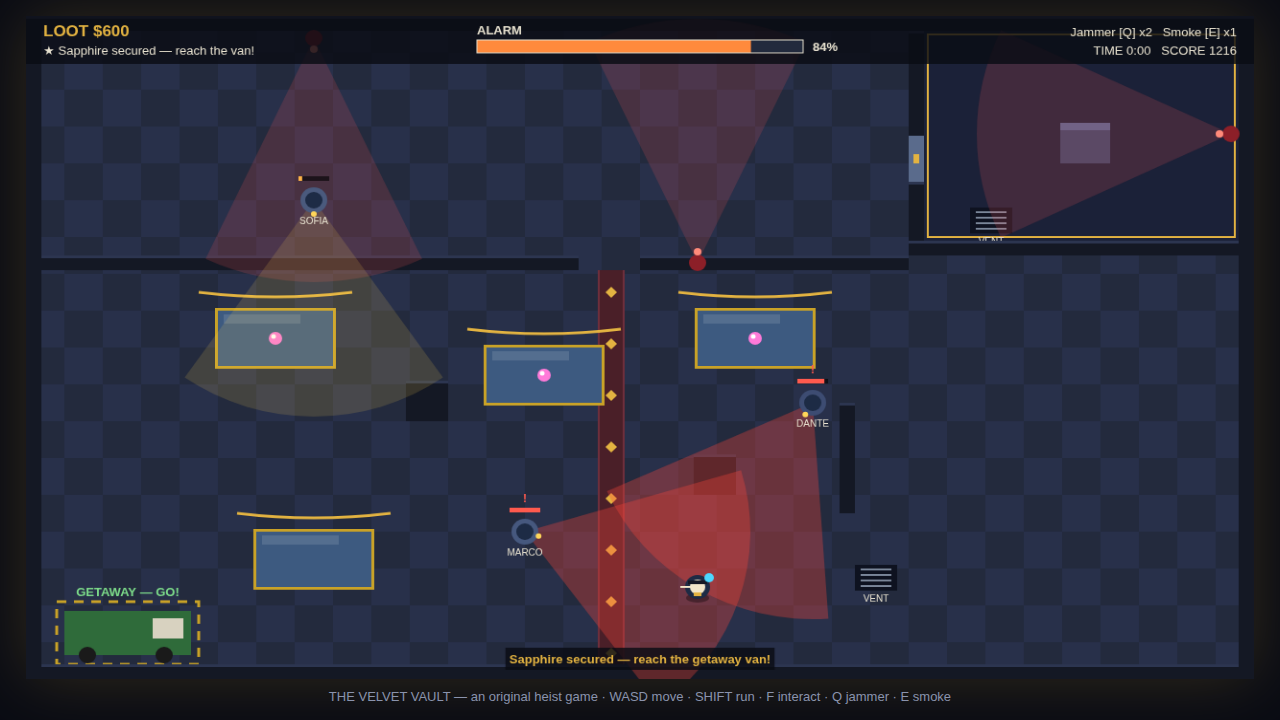 LOOT $600
★ Sapphire secured — reach the van!
ALARM
84%
Jammer [Q] x2 Smoke [E] x1
TIME 0:00 SCORE 1216
SOFIA
VENT
DANTE
!
!
MARCO
VENT
GETAWAY — GO!
Sapphire secured — reach the getaway van!
THE VELVET VAULT — an original heist game · WASD move · SHIFT run · F interact · Q jammer · E smoke